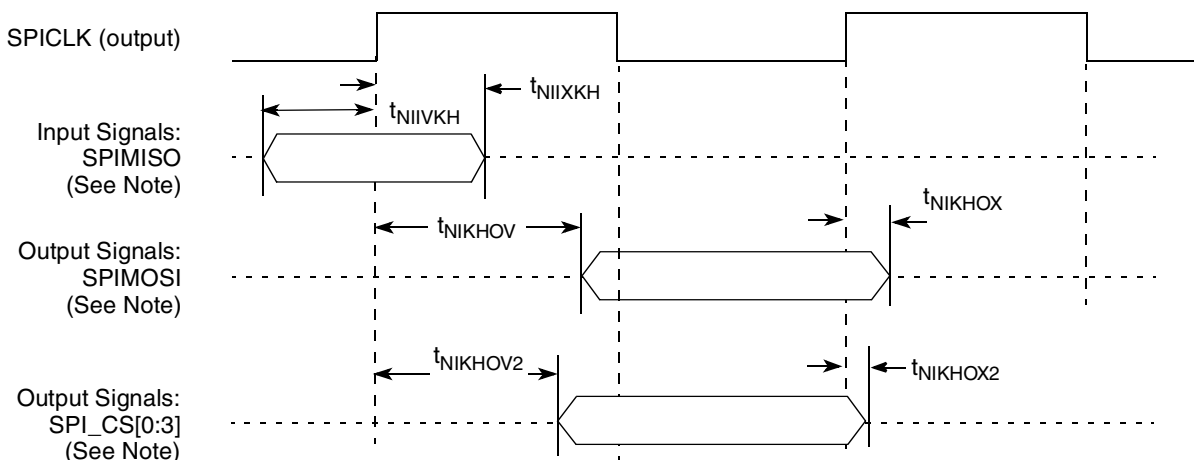 SPICLK (output)
tNIIXKH
tNIIVKH
Input Signals:
SPIMISO
(See Note)
tNIKHOX
tNIKHOV
Output Signals:
SPIMOSI
(See Note)
tNIKHOV2
tNIKHOX2
Output Signals:
SPI_CS[0:3]
(See Note)